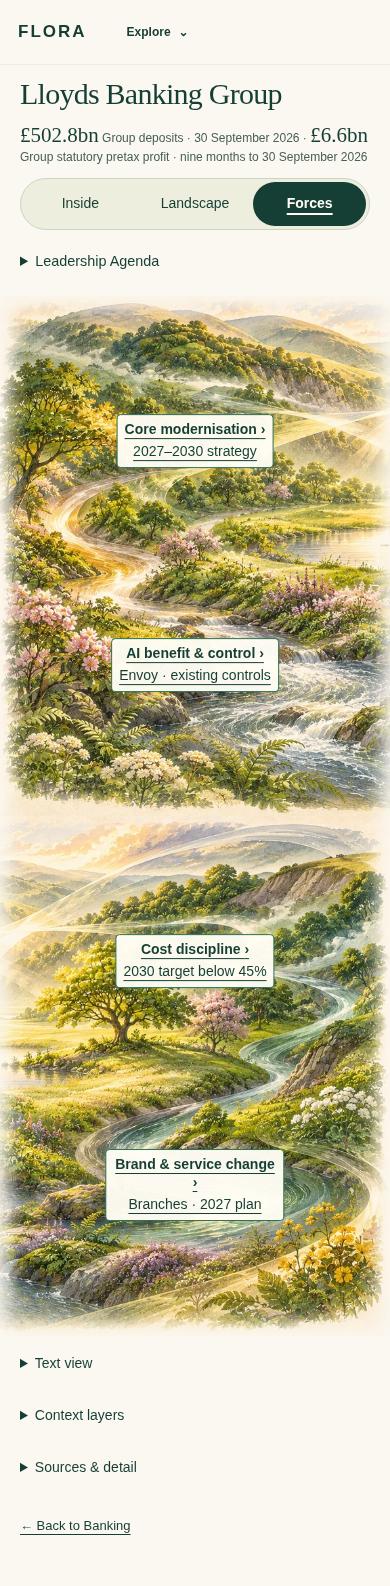 FLORA
Explore ⌄
Lloyds Banking Group
£502.8bn Group deposits · 30 September 2026 · £6.6bn
Group statutory pretax profit · nine months to 30 September 2026
Inside Landscape Forces
▶ Leadership Agenda
Core modernisation ›
2027–2030 strategy
AI benefit & control ›
Envoy · existing controls
Cost discipline ›
2030 target below 45%
Brand & service change
›
Branches · 2027 plan
▶ Text view
▶ Context layers
▶ Sources & detail
← Back to Banking